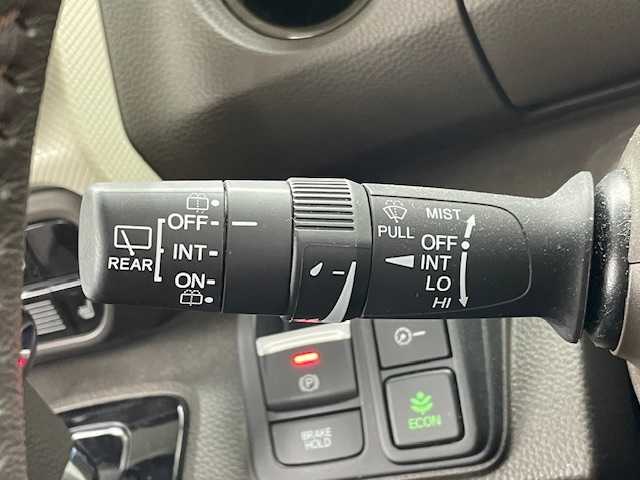 OFF
INT
REAR
ON
MIST
PULL
OFF
INT
LO
HI
P
BRAKE
HOLD
ECON